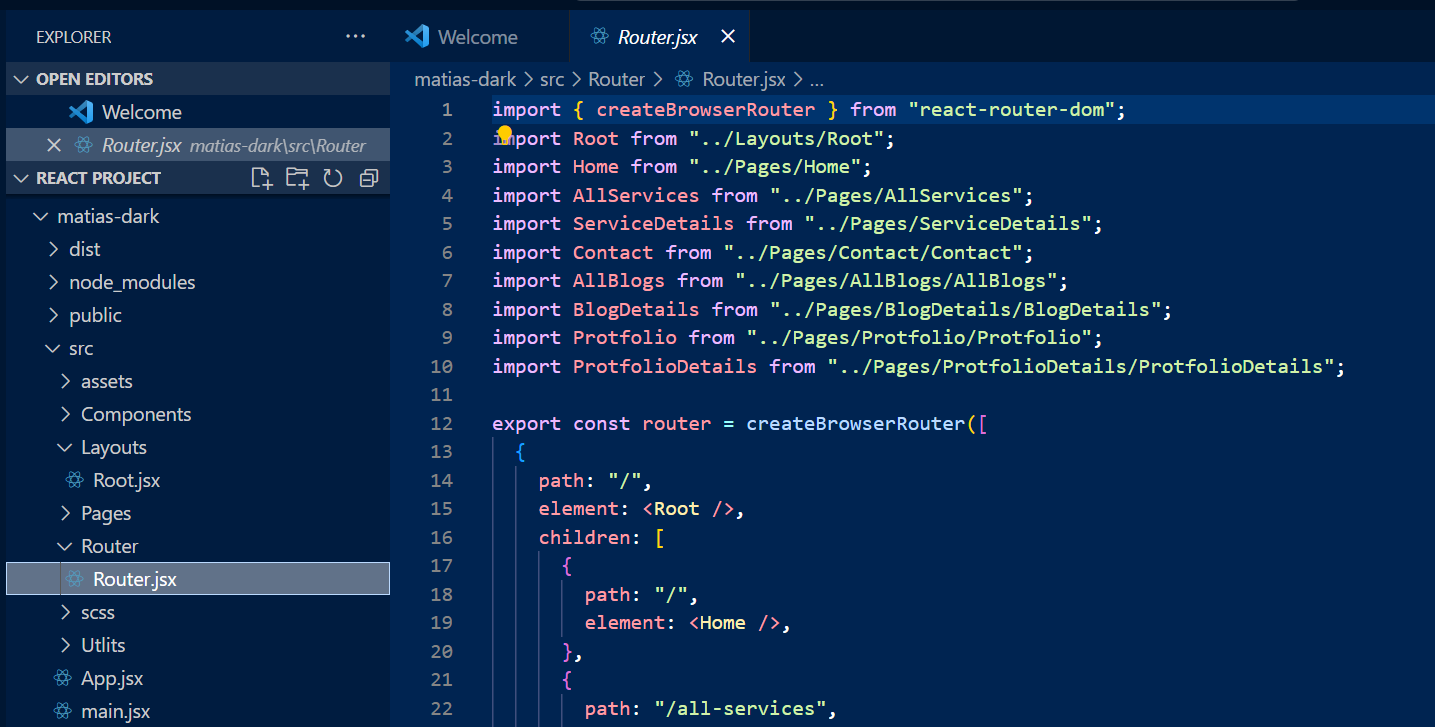 EXPLORER ...
OPEN EDITORS
Welcome
Router.jsx matias-dark\src\Router
REACT PROJECT
matias-dark
dist
node_modules
public
src
assets
Components
Layouts
Root.jsx
Pages
Router
Router.jsx
scss
Utlits
App.jsx
main.jsx
Welcome
Router.jsx
matias-dark > src > Router > Router.jsx > ...
1 import { createBrowserRouter } from "react-router-dom";
2 import Root from "../Layouts/Root";
3 import Home from "../Pages/Home";
4 import AllServices from "../Pages/AllServices";
5 import ServiceDetails from "../Pages/ServiceDetails";
6 import Contact from "../Pages/Contact/Contact";
7 import AllBlogs from "../Pages/AllBlogs/AllBlogs";
8 import BlogDetails from "../Pages/BlogDetails/BlogDetails";
9 import Protfolio from "../Pages/Protfolio/Protfolio";
10 import ProtfolioDetails from "../Pages/ProtfolioDetails/ProtfolioDetails";
11
12 export const router = createBrowserRouter([
13 {
14 path: "/",
15 element: <Root />,
16 children: [
17 {
18 path: "/",
19 element: <Home />,
20 },
21 {
22 path: "/all-services",